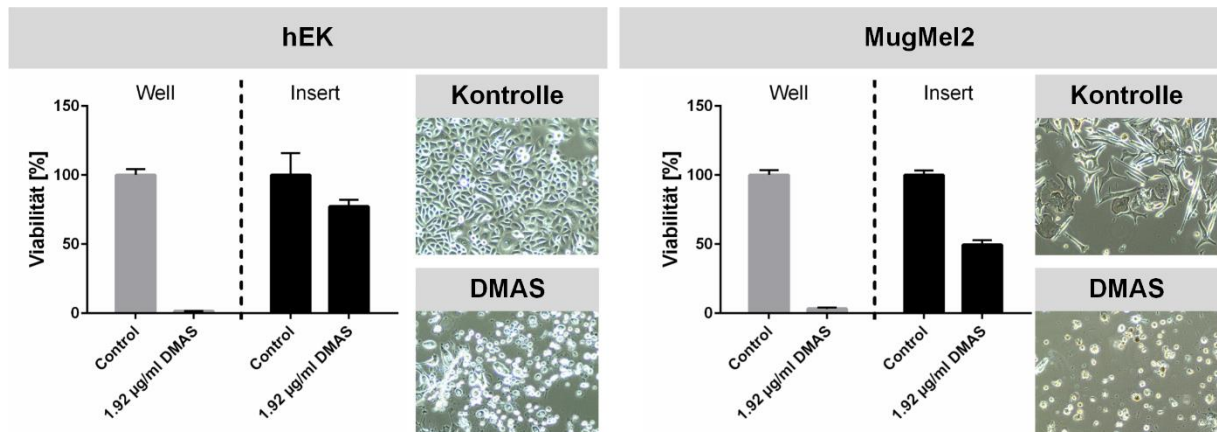 hEK
Well
Insert
Viabilität [%]
150
100
50
0
Control
1.92 µg/ml DMAS
Control
1.92 µg/ml DMAS
Kontrolle
DMAS
MugMel2
Well
Insert
Viabilität [%]
150
100
50
0
Control
1.92 µg/ml DMAS
Control
1.92 µg/ml DMAS
Kontrolle
DMAS